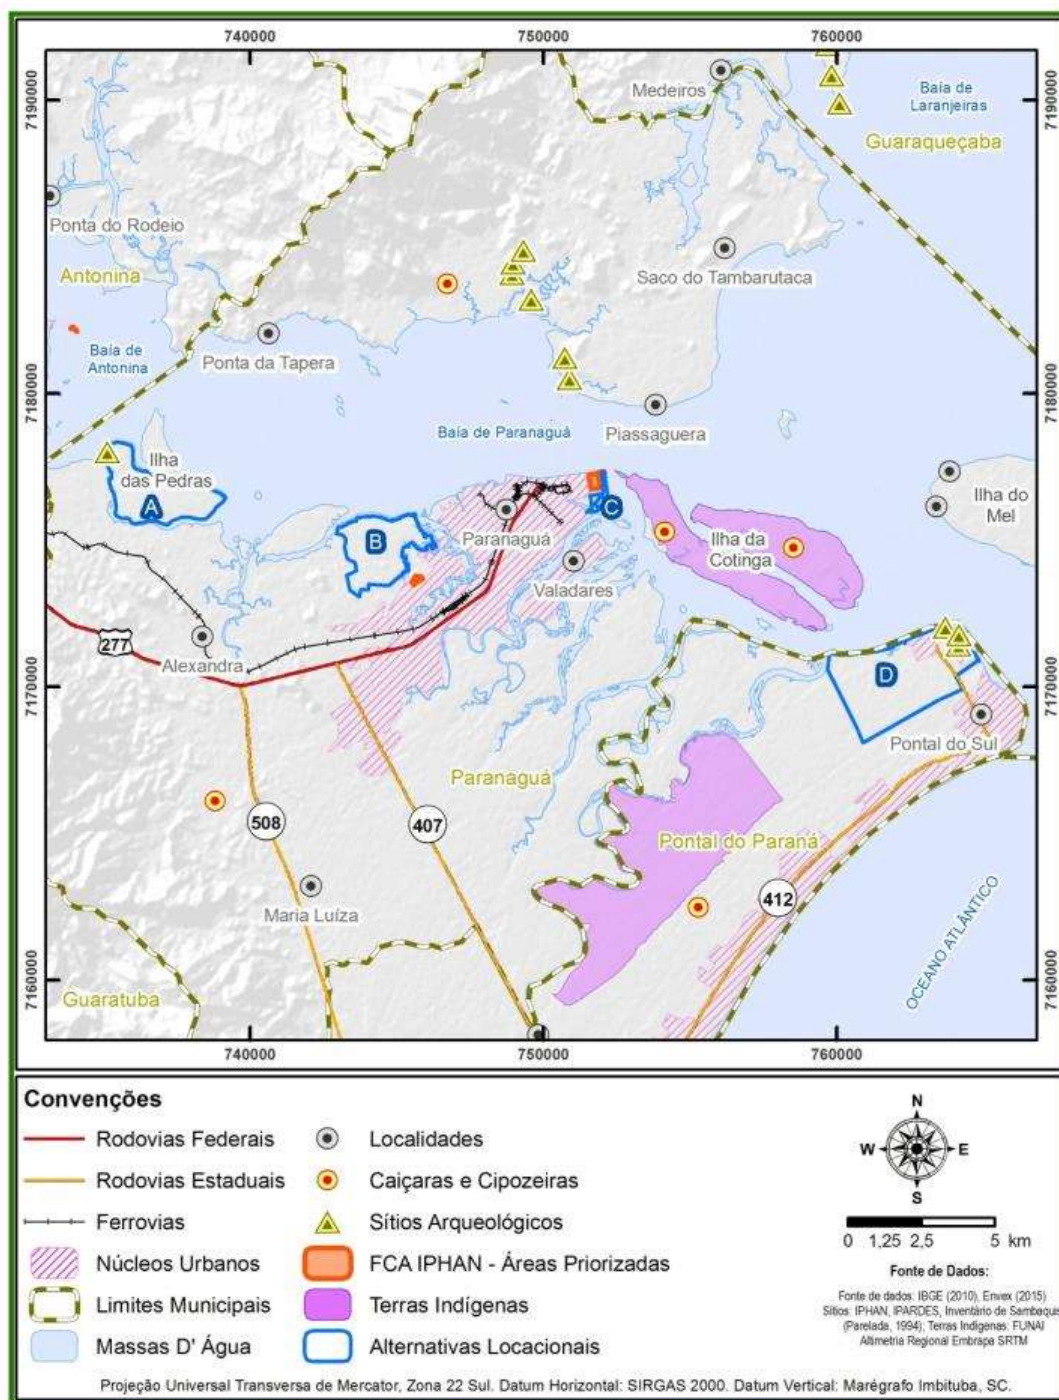 740000 750000 760000
7190000
7190000
Medeiros
Baía de
Laranjeiras
Guaraqueçaba
Ponta do Rodeio
Antonina
Saco do Tambarutaca
Baía de
Antonina
Ponta da Tapera
7180000
7180000
Baía de Paranaguá
Piassaguera
Ilha
das Pedras
A
B
C
Paranaguá
Ilha da
Cotinga
Ilha do
Mel
Valadares
277
Alexandra
7170000
7170000
D
Pontal do Sul
Paranaguá
508
407
Pontal do Paraná
412
Maria Luíza
OCEANO ATLÂNTICO
Guaratuba
7160000
7160000
740000 750000 760000
Convenções
Rodovias Federais
Localidades
Rodovias Estaduais
Caiçaras e Cipozeiras
Ferrovias
Sítios Arqueológicos
Núcleos Urbanos
FCA IPHAN - Áreas Priorizadas
Limites Municipais
Terras Indígenas
Massas D' Água
Alternativas Locacionais
N
W E
S
0 1,25 2,5 5 km
Fonte de Dados:
Fonte de dados: IBGE (2010), Envex (2015)
Sítios: IPHAN, IPARDES, Inventário de Sambaquis
(Parelada, 1994); Terras Indígenas: FUNAI
Altimetria Regional Embrapa SRTM
Projeção Universal Transversa de Mercator, Zona 22 Sul. Datum Horizontal: SIRGAS 2000. Datum Vertical: Marégrafo Imbituba, SC.